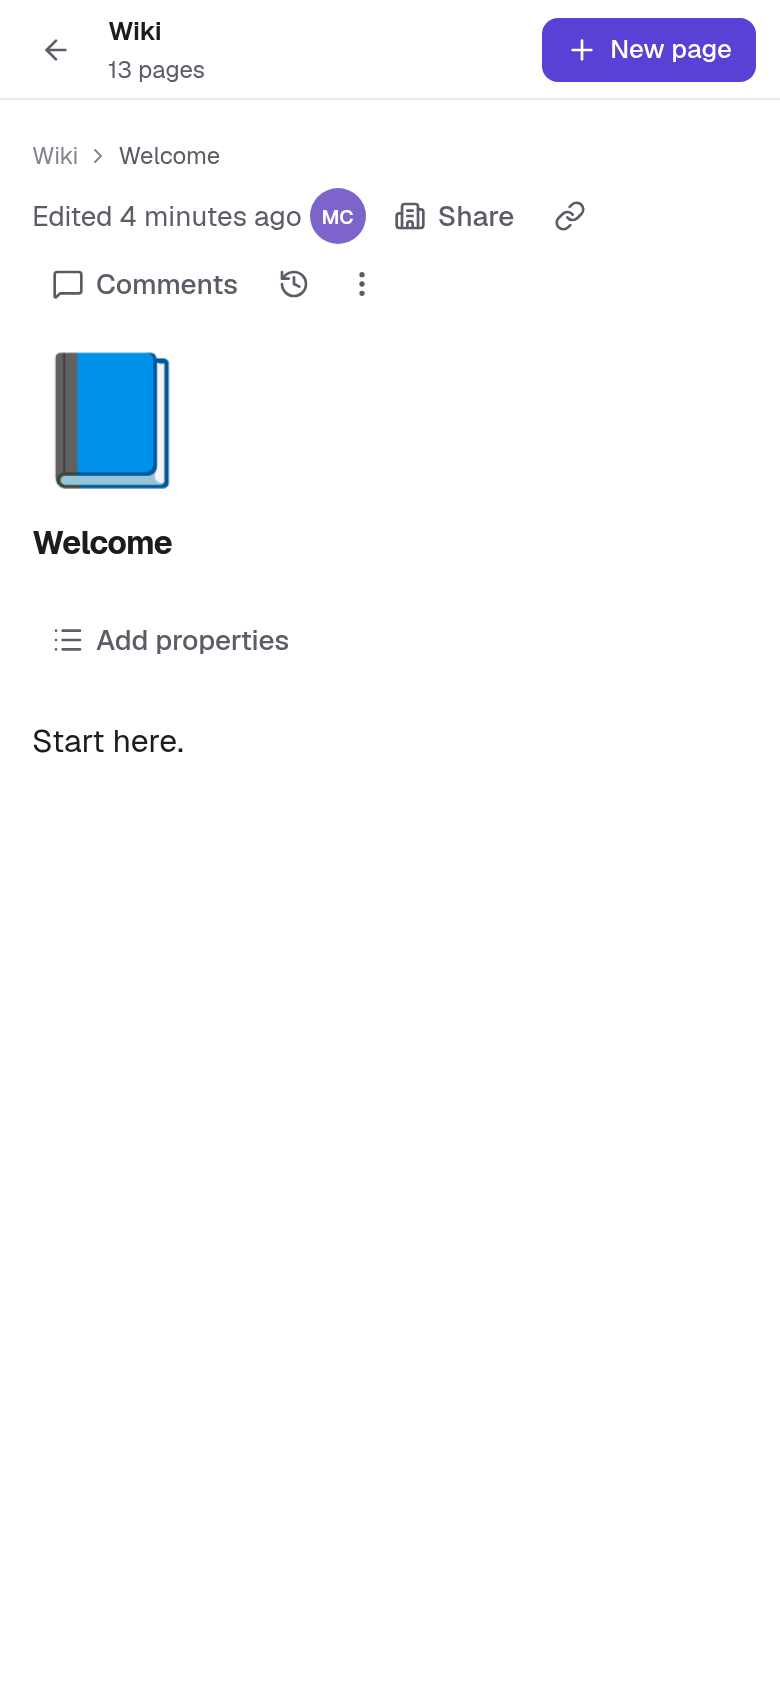 Wiki
13 pages
New page
Wiki > Welcome
Edited 4 minutes ago MC Share
Comments
Welcome
Add properties
Start here.